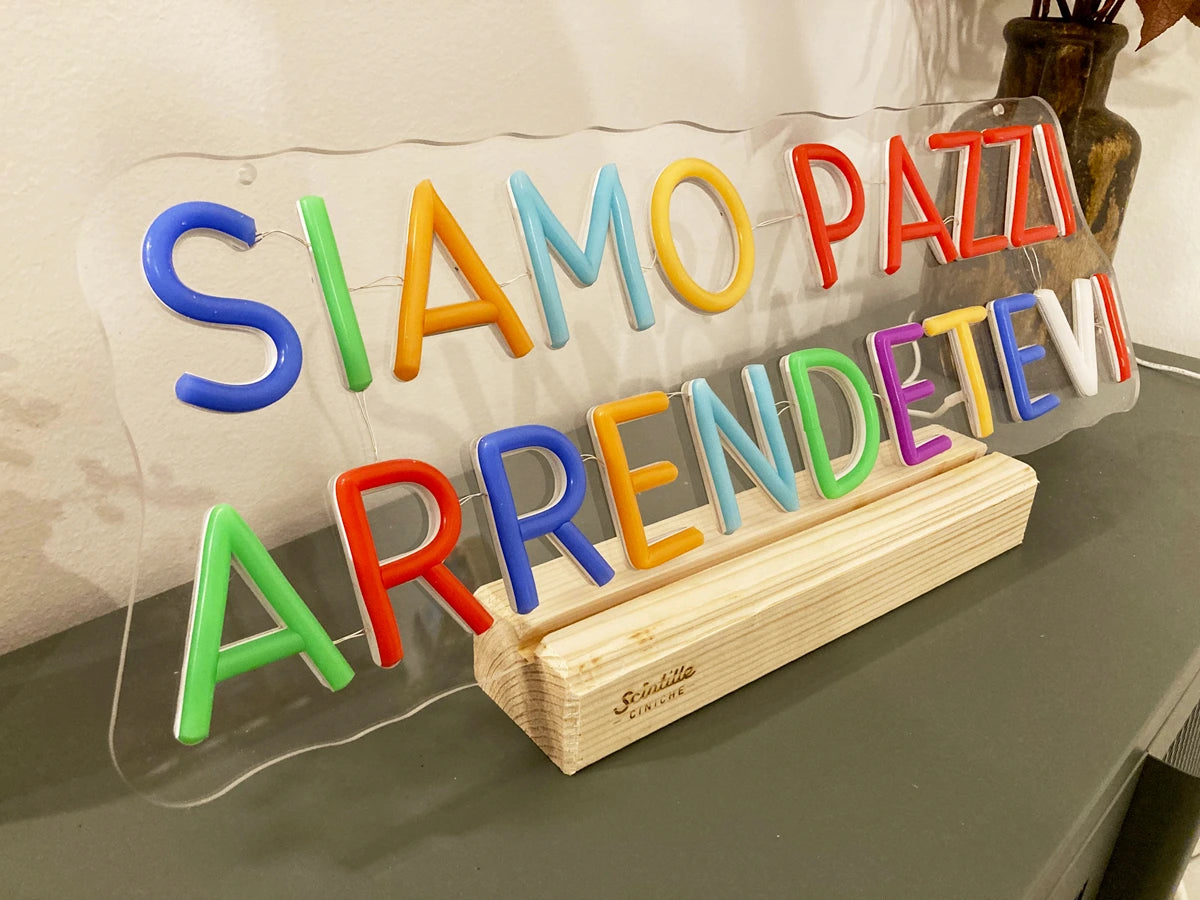 SIAMO PAZZI
ARRENDETEVI
Scintille
CINICHE